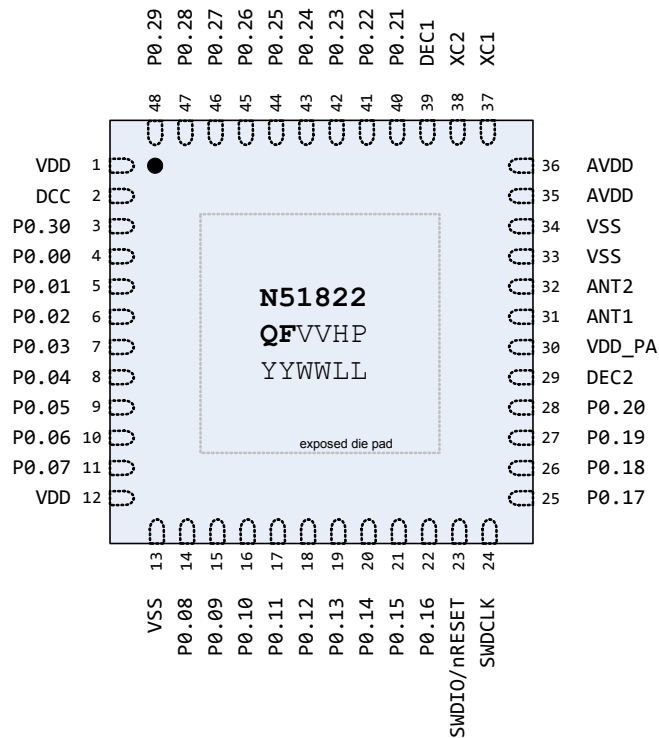 P0.29 P0.28 P0.27 P0.26 P0.25 P0.24 P0.23 P0.22 P0.21 DEC1 XC2 XC1
48 47 46 45 44 43 42 41 40 39 38 37
VDD 1 36 AVDD
DCC 2 35 AVDD
P0.30 3 34 VSS
P0.00 4 33 VSS
P0.01 5 32 ANT2
P0.02 6 31 ANT1
P0.03 7 30 VDD_PA
P0.04 8 29 DEC2
P0.05 9 28 P0.20
P0.06 10 27 P0.19
P0.07 11 26 P0.18
VDD 12 25 P0.17
N51822
QFVVHP
YYWWLL
exposed die pad
13 14 15 16 17 18 19 20 21 22 23 24
VSS P0.08 P0.09 P0.10 P0.11 P0.12 P0.13 P0.14 P0.15 P0.16 SWDIO/nRESET SWDCLK